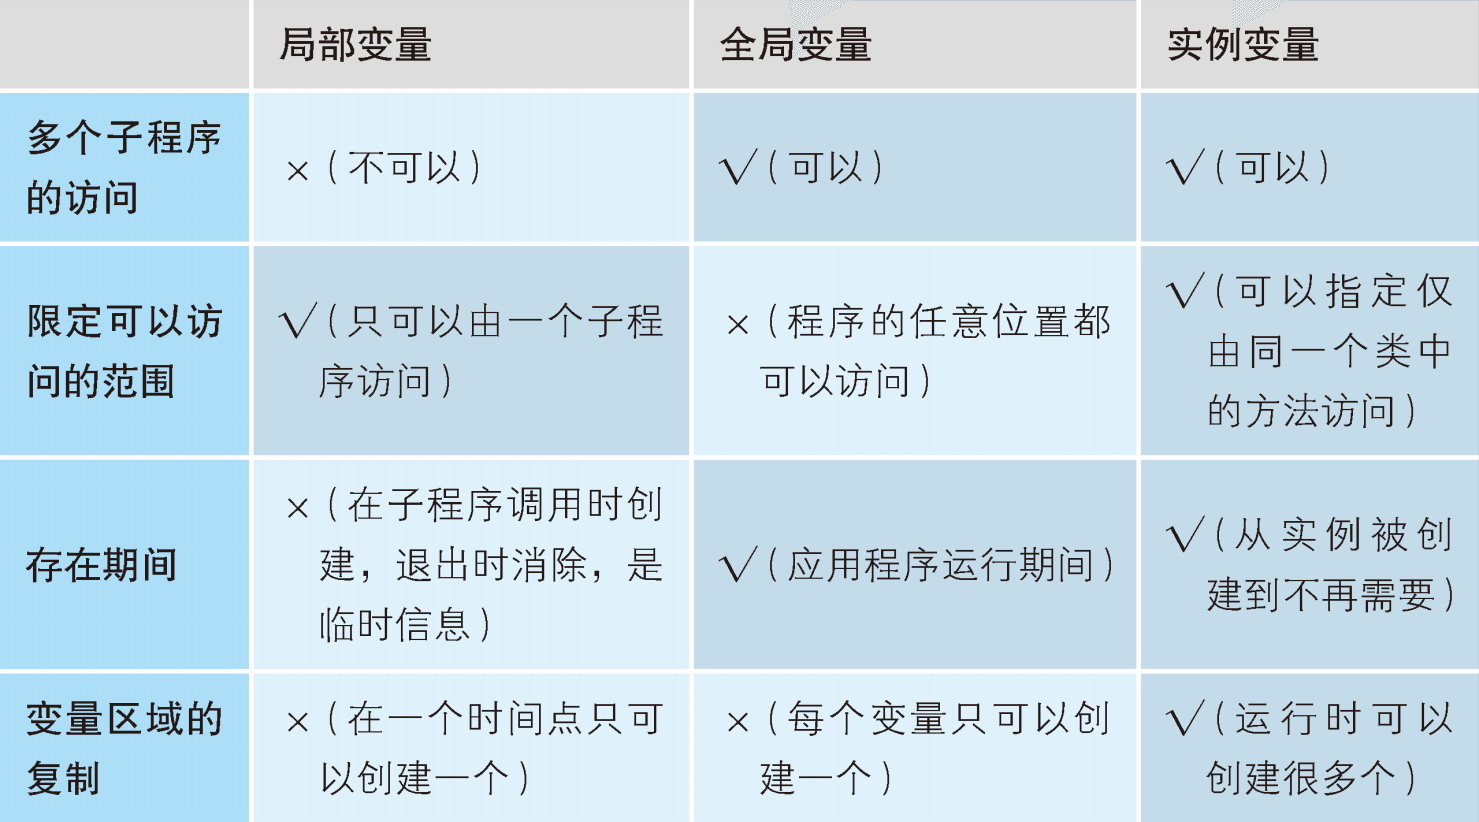 局部变量
全局变量
实例变量
多个子程序
的访问
×(不可以)
√(可以)
√(可以)
限定可以访
问的范围
√(只可以由一个子程
序访问)
×(程序的任意位置都
可以访问)
√(可以指定仅
由同一个类中
的方法访问)
存在期间
×(在子程序调用时创
建，退出时消除，是
临时信息)
√(应用程序运行期间)
√(从实例被创
建到不再需要)
变量区域的
复制
×(在一个时间点只可
以创建一个)
×(每个变量只可以创
建一个)
√(运行时可以
创建很多个)